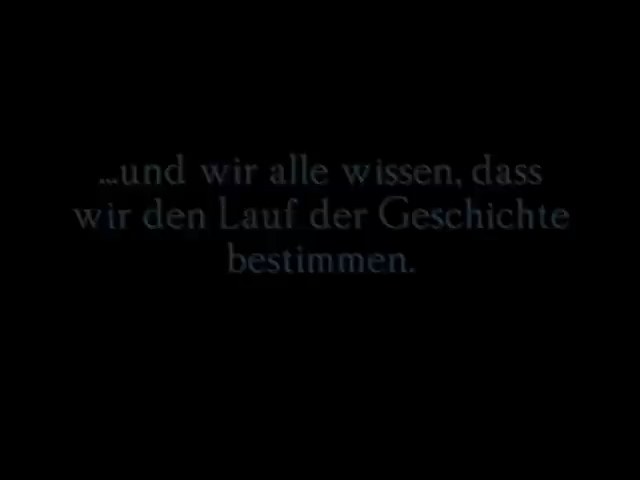 ...und wir alle wissen, dass
wir den Lauf der Geschichte
bestimmen.